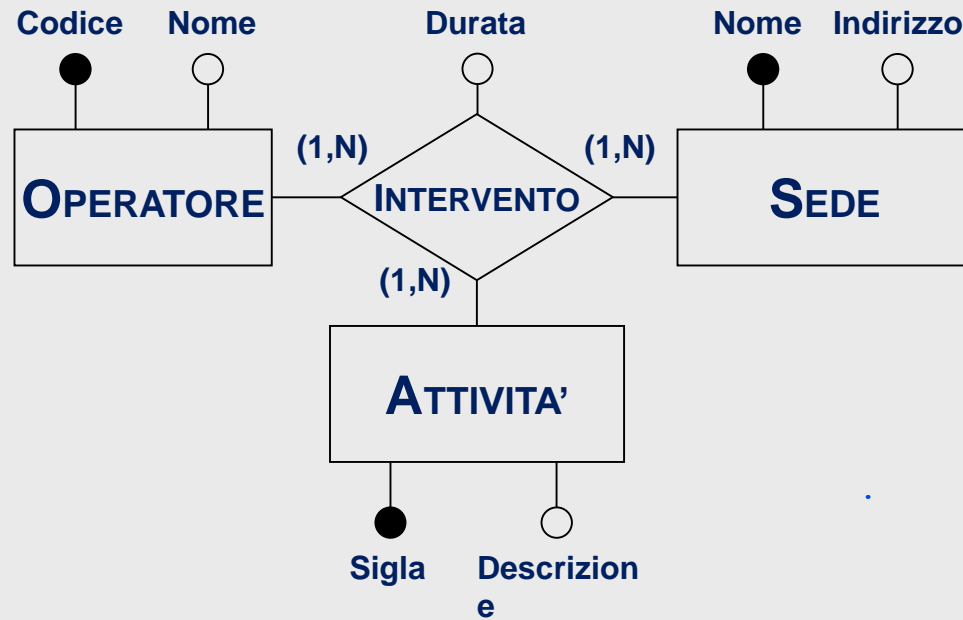 Codice Nome Durata Nome Indirizzo
(1,N) (1,N)
OPERATORE INTERVENTO SEDE
(1,N)
ATTIVITA’
Sigla Descrizion
e